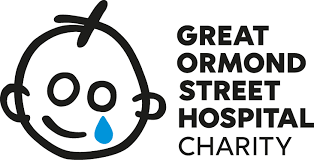 GREAT
ORMOND
STREET
HOSPITAL
CHARITY